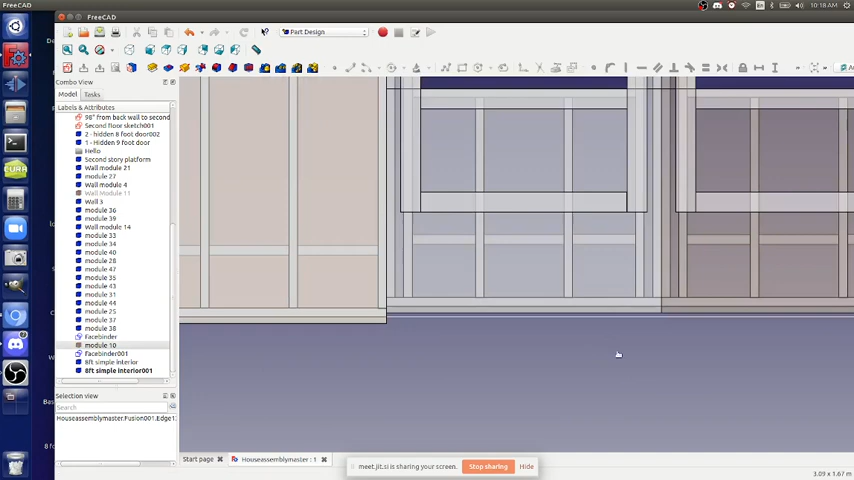 FreeCAD
En
10:18 AM
FreeCAD
Part Design
Combo View
Model
Tasks
Labels & Attributes
98" from back wall to second
Second floor sketch001
2 - hidden 8 foot door002
1 - Hidden 9 foot door
Hello
Second story platform
Wall module 21
module 27
Wall module 4
Wall Module 11
Wall 3
module 36
module 39
Wall module 14
module 33
module 34
module 40
module 28
module 47
module 35
module 43
module 31
module 44
module 25
module 37
module 38
Facebinder
module 10
Facebinder001
8ft simple interior
8ft simple interior001
Selection view
Search
Houseassemblymaster.Fusion001.Edge1
Start page
Houseassemblymaster : 1
meet.jit.si is sharing your screen.
Stop sharing
Hide
3.09 x 1.67 m
CURA